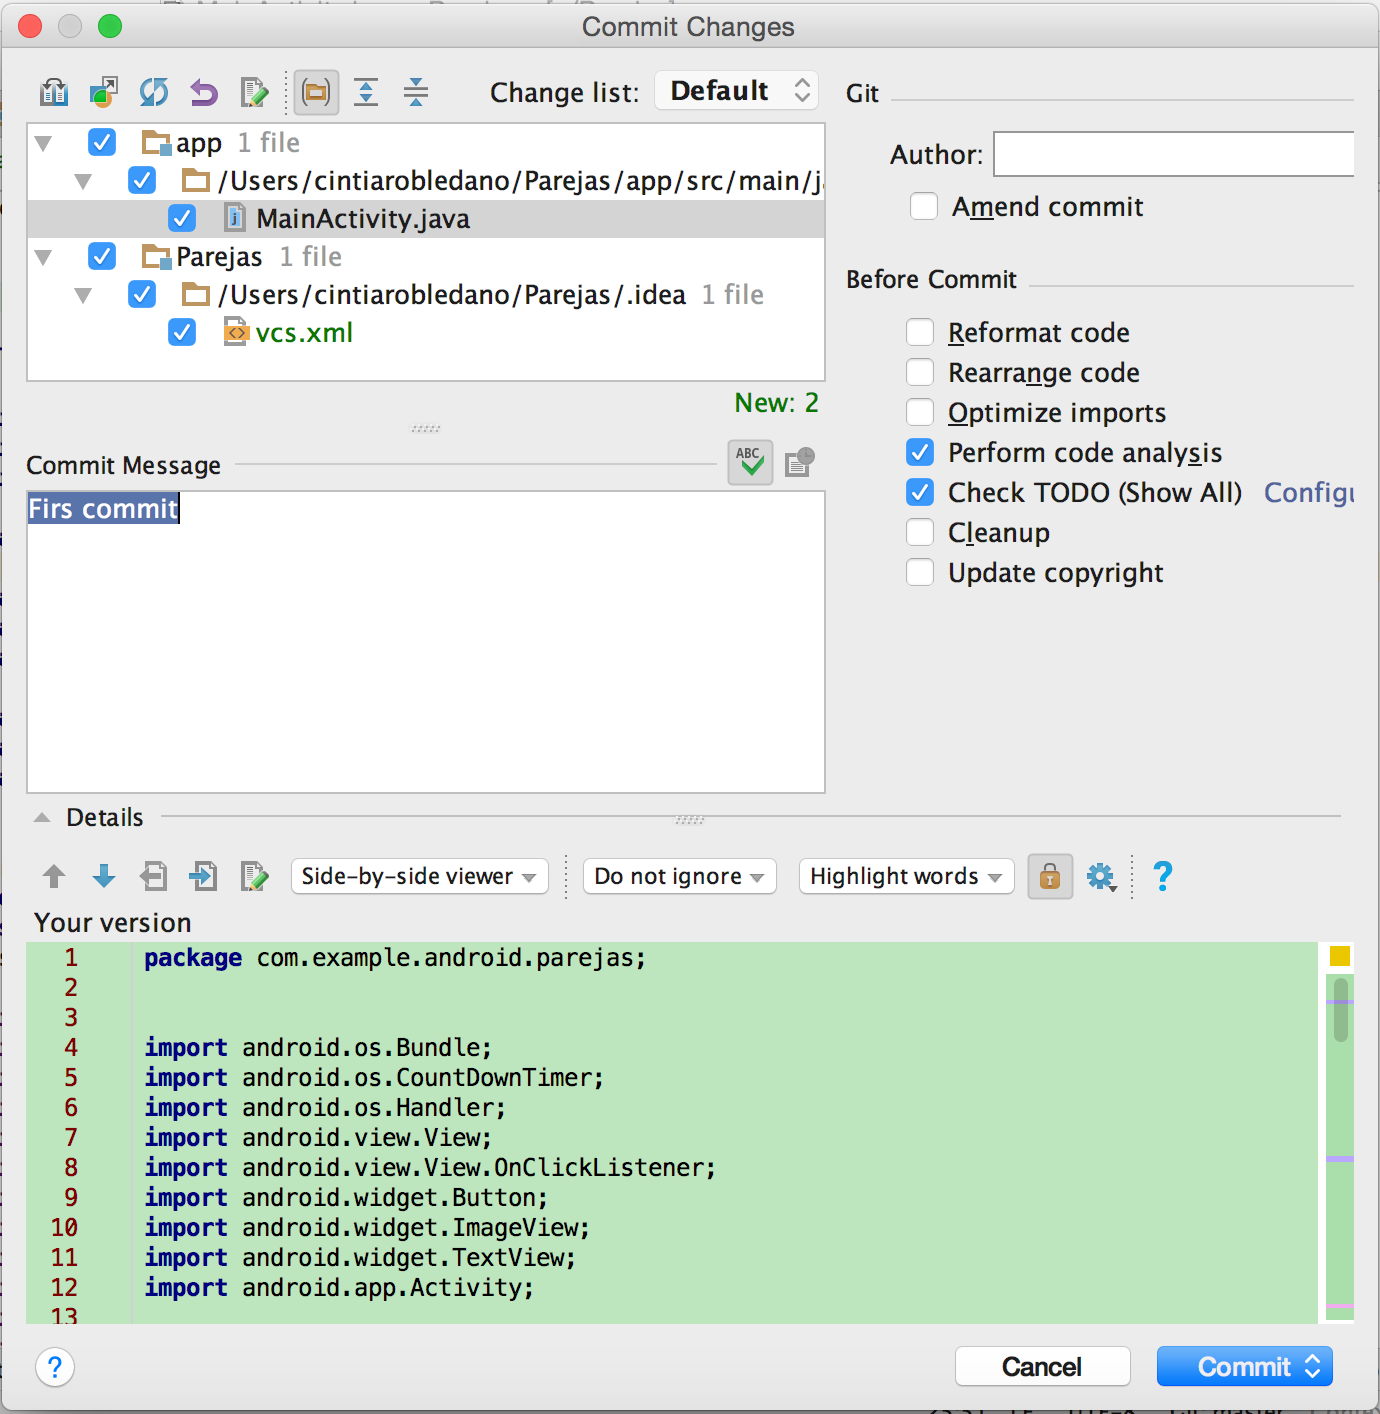 Commit Changes
Change list: Default
app 1 file
/Users/cintiarobledano/Parejas/app/src/main/j
MainActivity.java
Parejas 1 file
/Users/cintiarobledano/Parejas/.idea 1 file
vcs.xml
New: 2
Commit Message
ABC
Firs commit
Git
Author:
Amend commit
Before Commit
Reformat code
Rearrange code
Optimize imports
Perform code analysis
Check TODO (Show All) Configu
Cleanup
Update copyright
Details
Side-by-side viewer
Do not ignore
Highlight words
?
Your version
1 package com.example.android.parejas;
2
3
4 import android.os.Bundle;
5 import android.os.CountDownTimer;
6 import android.os.Handler;
7 import android.view.View;
8 import android.view.View.OnClickListener;
9 import android.widget.Button;
10 import android.widget.ImageView;
11 import android.widget.TextView;
12 import android.app.Activity;
13
?
Cancel
Commit